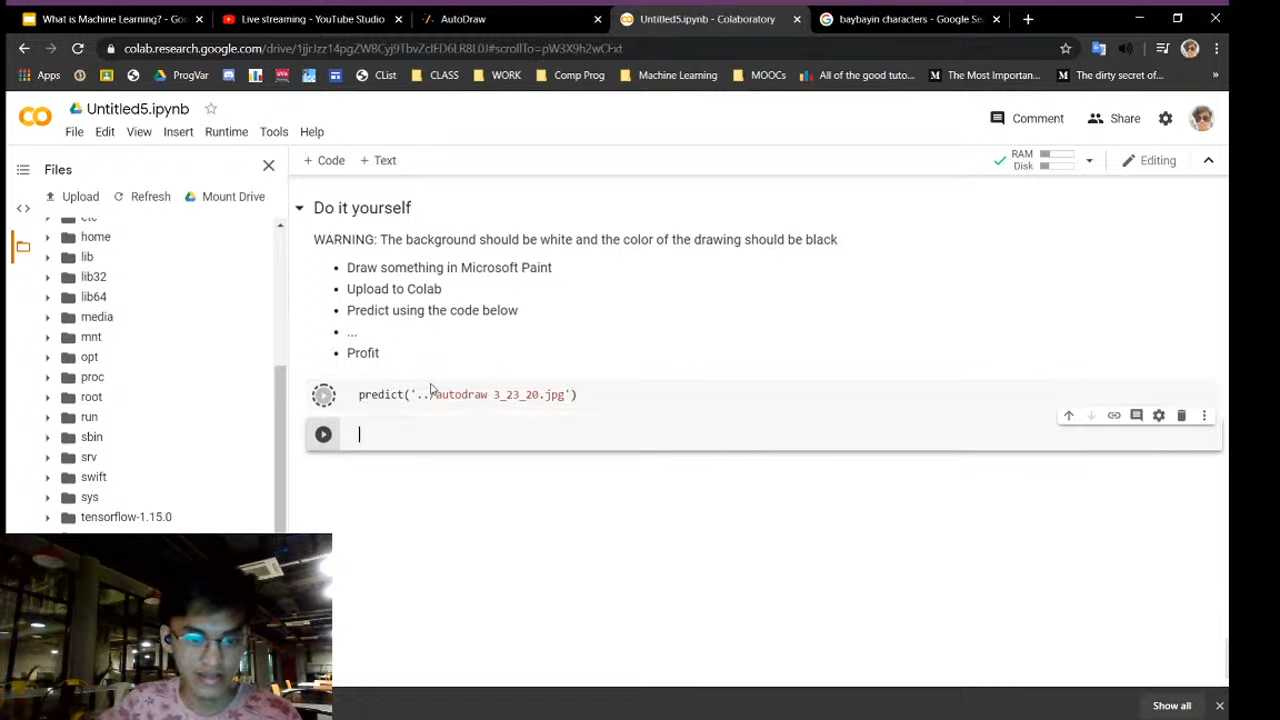 What is Machine Learning? - Goo
Live streaming - YouTube Studio
AutoDraw
Untitled5.ipynb - Colaboratory
baybayin characters - Google Se
Apps
ProgVar
CList
CLASS
WORK
Comp Prog
Machine Learning
MOOCs
All of the good tuto...
The Most Importan...
The dirty secret of...
Untitled5.ipynb
File Edit View Insert Runtime Tools Help
Comment
Share
Files
+ Code + Text
RAM
Disk
Editing
Upload Refresh Mount Drive
etc
home
lib
lib32
lib64
media
mnt
opt
proc
root
run
sbin
srv
swift
sys
tensorflow-1.15.0
Do it yourself
WARNING: The background should be white and the color of the drawing should be black
• Draw something in Microsoft Paint
• Upload to Colab
• Predict using the code below
• ...
• Profit
predict('../autodraw 3_23_20.jpg')
Show all